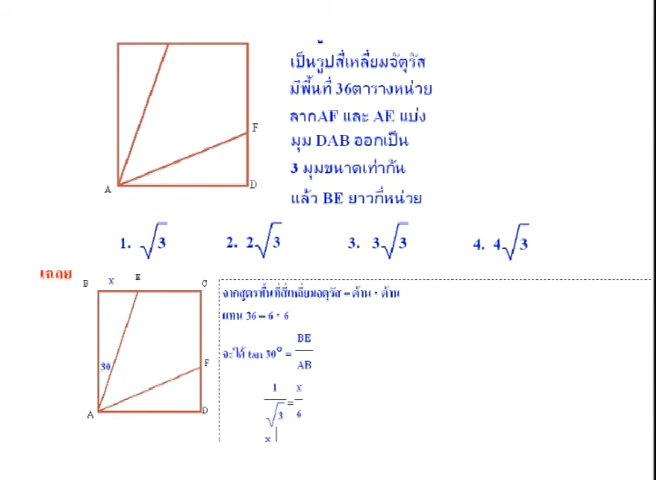 เป็นรูปสี่เหลี่ยมจัตุรัส
มีพื้นที่ 36ตารางหน่วย
ลากAF และ AE แบ่ง
มุม DAB ออกเป็น
3 มุมขนาดเท่ากัน
แล้ว BE ยาวกี่หน่วย
F
A
D
1. √3 2. 2√3 3. 3√3 4. 4√3
เฉลย
B x E C
30
F
A D
จากสูตรพื้นที่สี่เหลี่ยมจตุรัส = ด้าน * ด้าน
แทน 36 = 6 * 6
จะได้ tan 30° = BE/AB
1/√3 = x/6
x